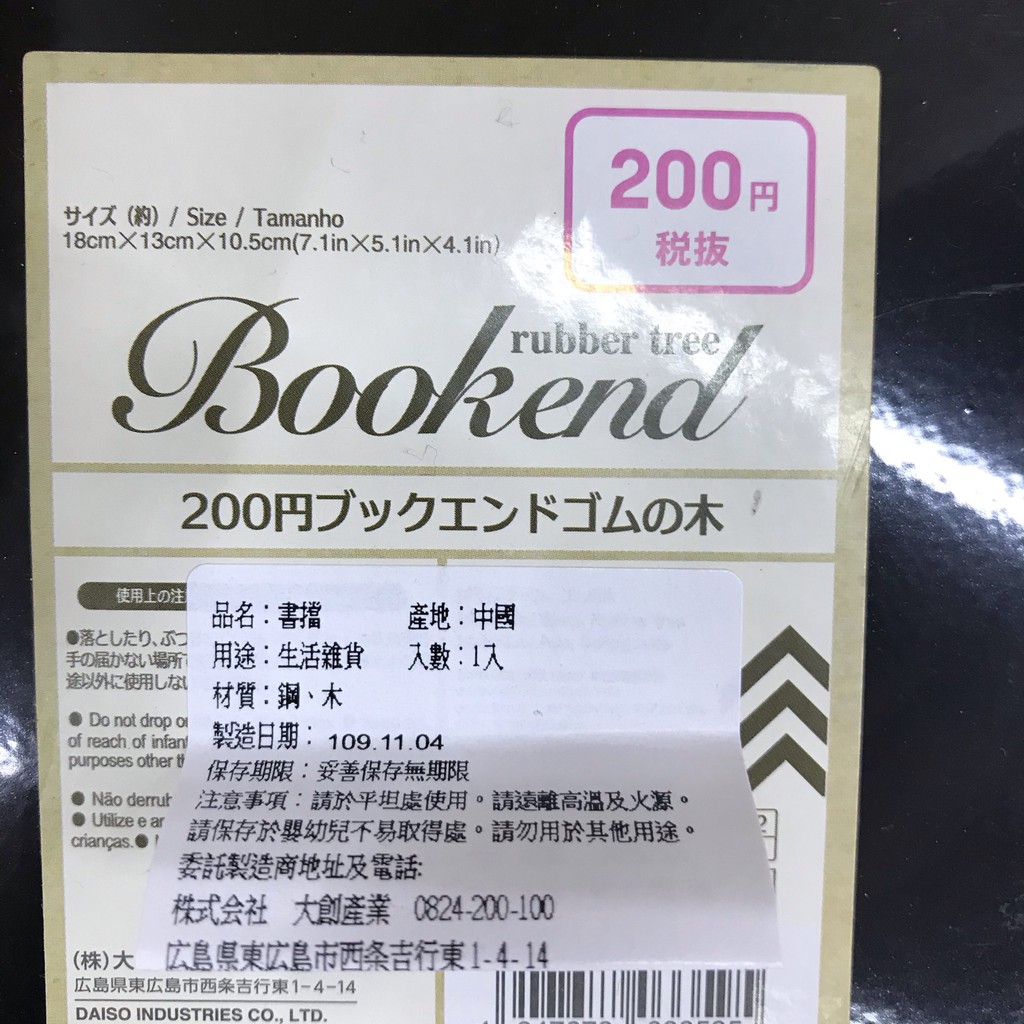 200円
税抜
サイズ (約) / Size / Tamanho
18cm×13cm×10.5cm(7.1in×5.1in×4.1in)
rubber tree
Bookend
200円ブックエンドゴムの木
使用上の注
●落としたり、ぶつ
手の届かない場所
途以外に使用しない
● Do not drop or
of reach of infant
purposes other th
● Não derrub
● Utilize e ar
crianças.●
品名：書擋 產地：中國
用途：生活雜貨 入數：1入
材質：鋼、木
製造日期： 109.11.04
保存期限：妥善保存無期限
注意事項：請於平坦處使用。請遠離高溫及火源。
請保存於嬰幼兒不易取得處。請勿用於其他用途。
委託製造商地址及電話:
株式会社 大創產業 0824-200-100
広島県東広島市西条吉行東1-4-14
(株)大
広島県東広島市西条吉行東1-4-14
DAISO INDUSTRIES CO., LTD.